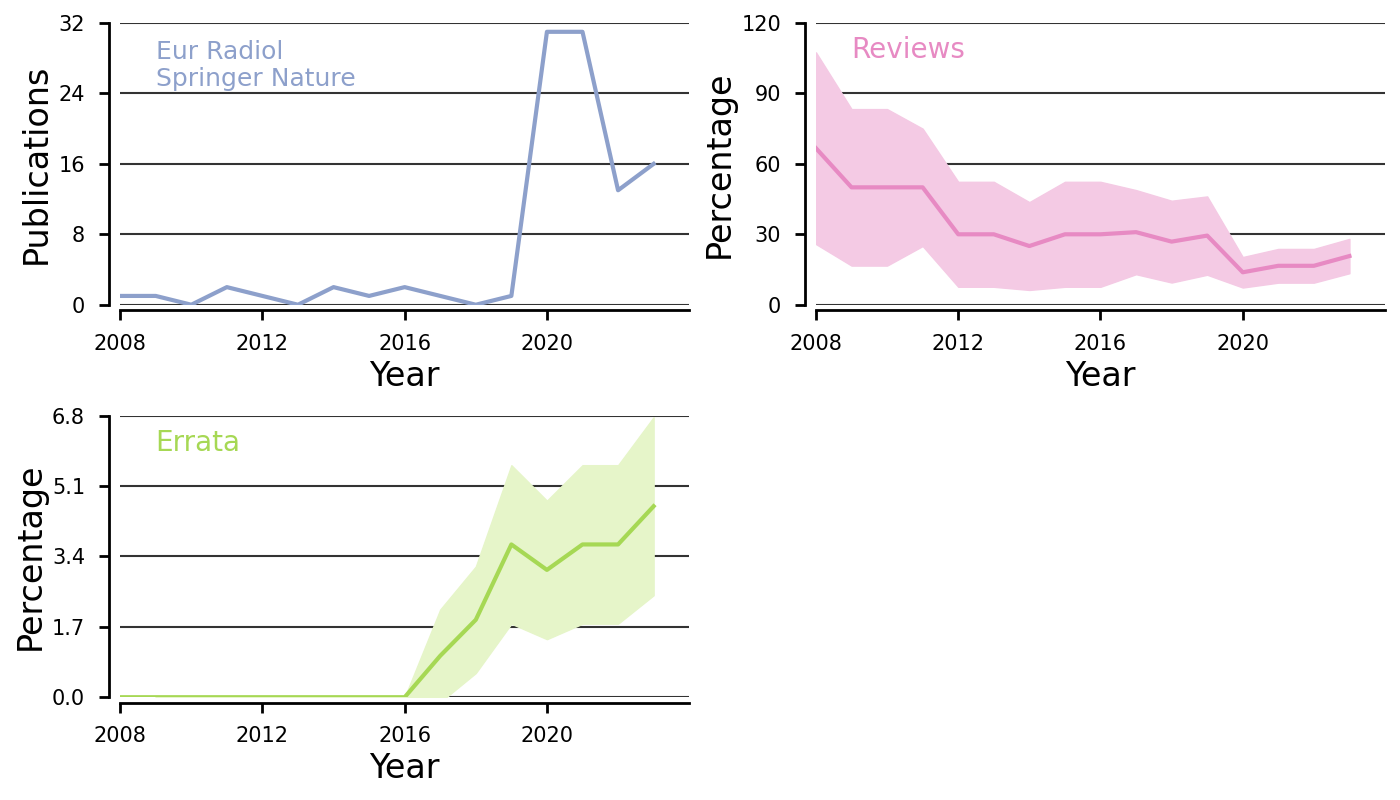 Eur Radiol
Springer Nature
Publications
32
24
16
8
0
2008 2012 2016 2020
Year
Reviews
Percentage
120
90
60
30
0
2008 2012 2016 2020
Year
Errata
Percentage
6.8
5.1
3.4
1.7
0.0
2008 2012 2016 2020
Year